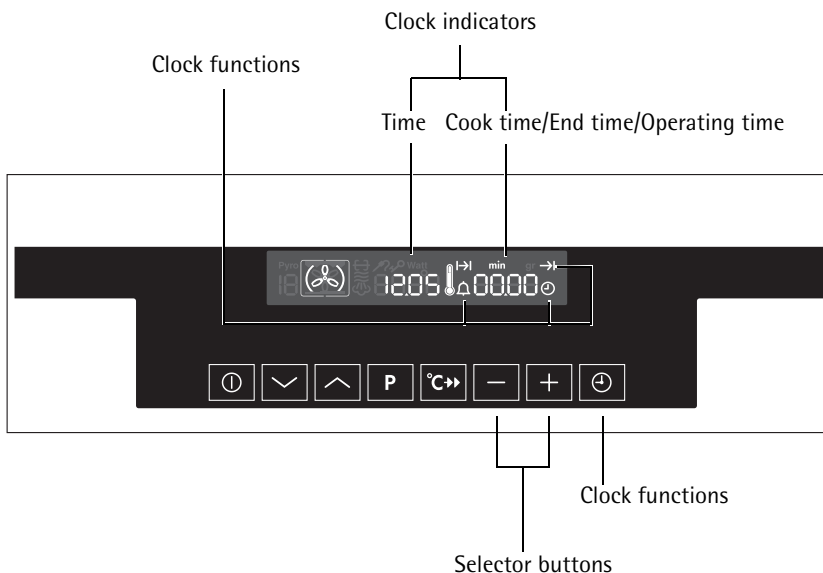 Clock indicators
Clock functions
Time Cook time/End time/Operating time
Pyro Watt min gr
12.05 00.00
P °C
Clock functions
Selector buttons